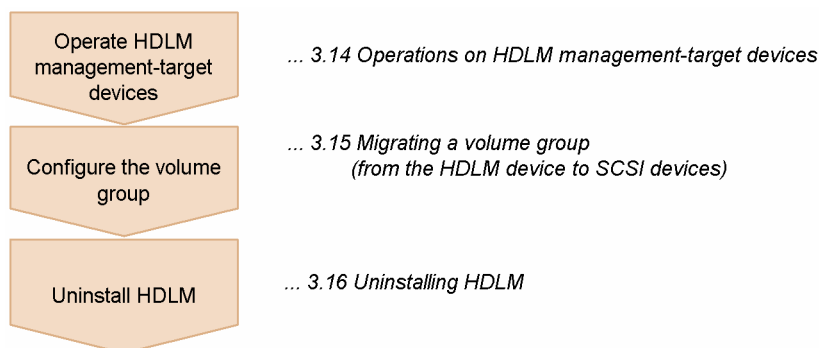 Operate HDLM
management-target
devices
... 3.14 Operations on HDLM management-target devices
Configure the volume
group
... 3.15 Migrating a volume group
(from the HDLM device to SCSI devices)
Uninstall HDLM
... 3.16 Uninstalling HDLM